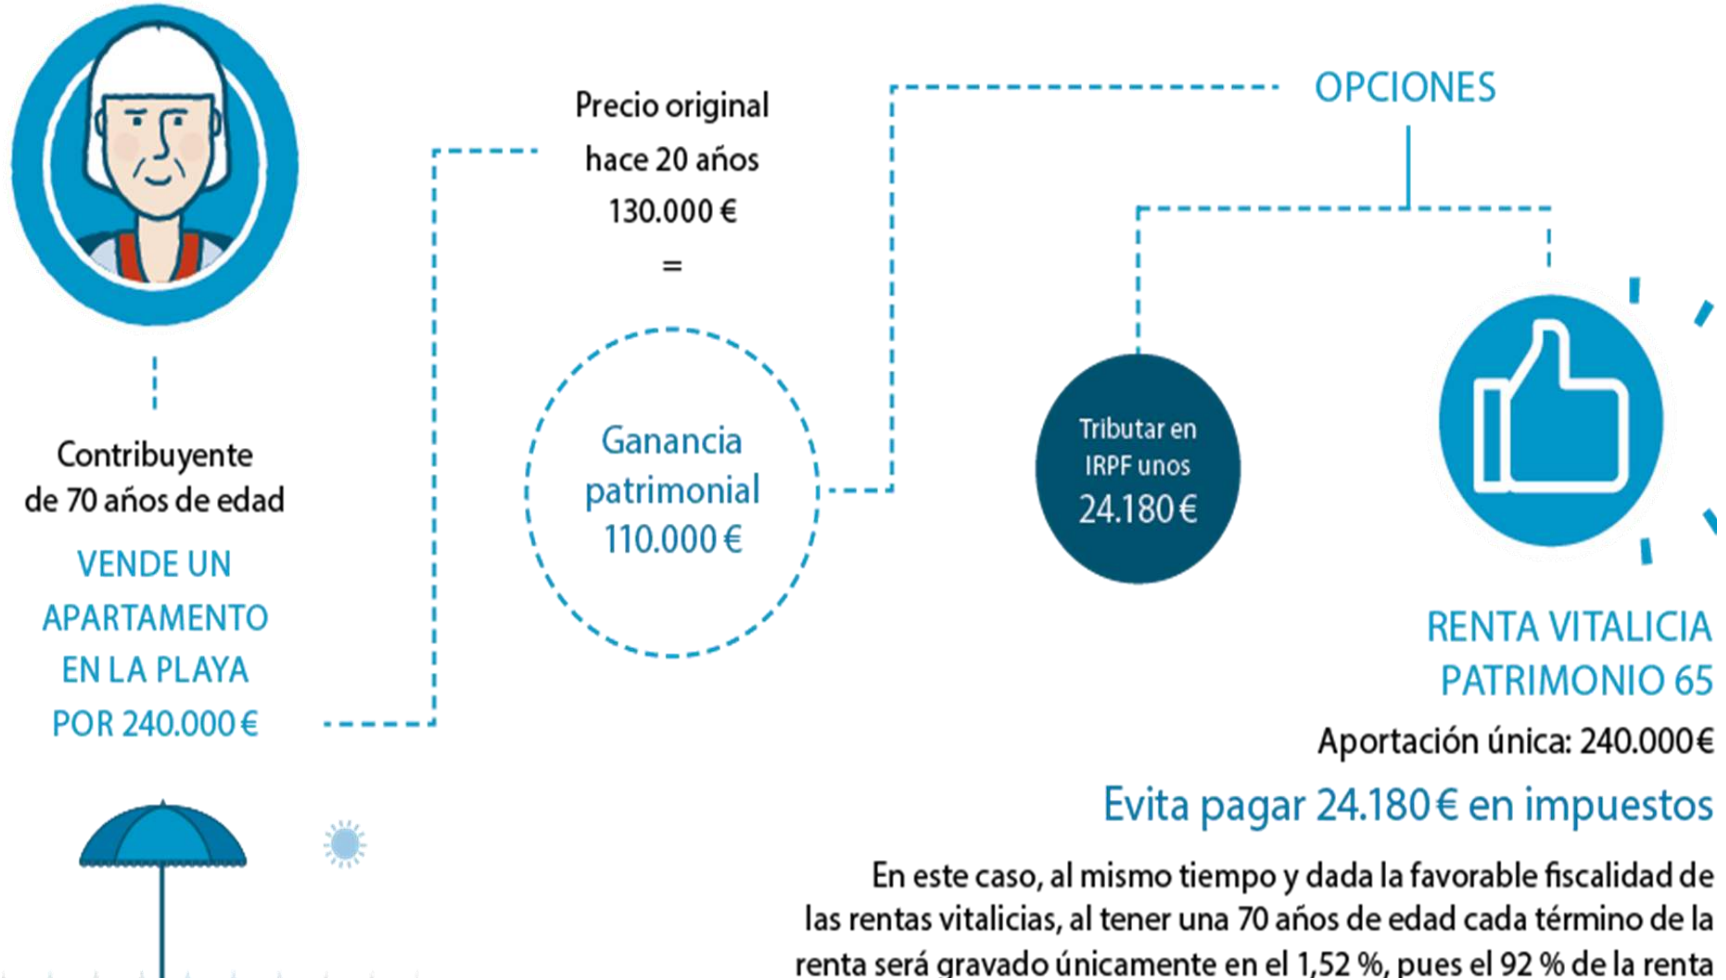 Contribuyente
de 70 años de edad
VENDE UN
APARTAMENTO
EN LA PLAYA
POR 240.000 €
Precio original
hace 20 años
130.000 €
=
Ganancia
patrimonial
110.000 €
OPCIONES
Tributar en
IRPF unos
24.180 €
RENTA VITALICIA
PATRIMONIO 65
Aportación única: 240.000 €
Evita pagar 24.180 € en impuestos
En este caso, al mismo tiempo y dada la favorable fiscalidad de
las rentas vitalicias, al tener una 70 años de edad cada término de la
renta será gravado únicamente en el 1,52 %, pues el 92 % de la renta